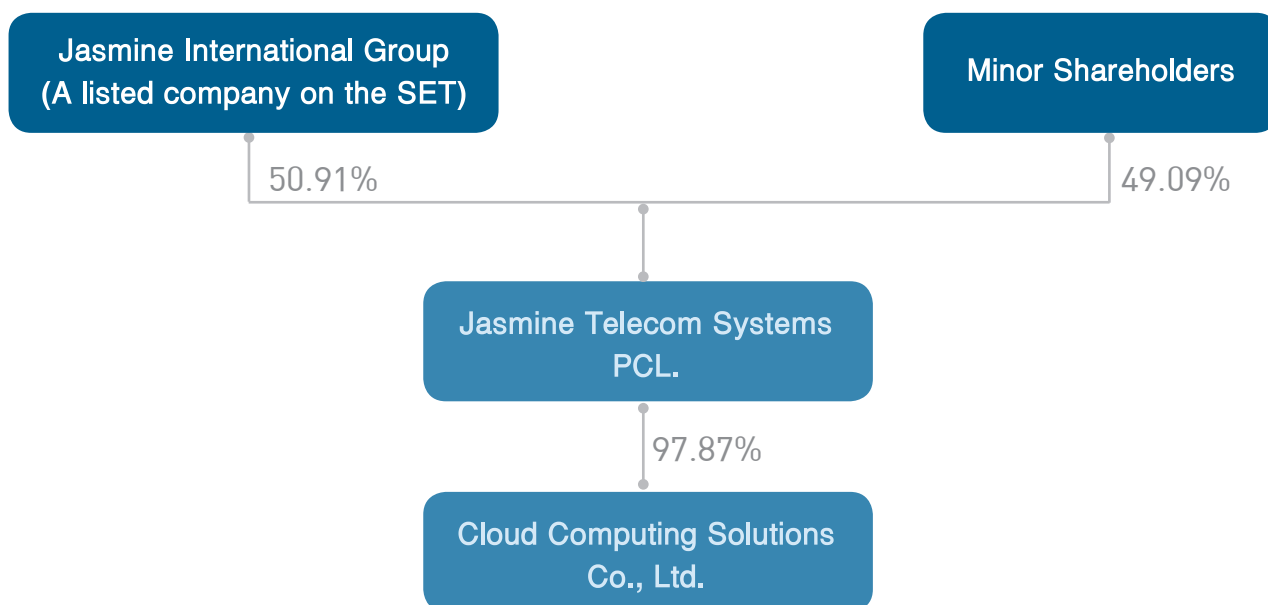 Jasmine International Group
(A listed company on the SET)
Minor Shareholders
50.91%
49.09%
Jasmine Telecom Systems
PCL.
97.87%
Cloud Computing Solutions
Co., Ltd.